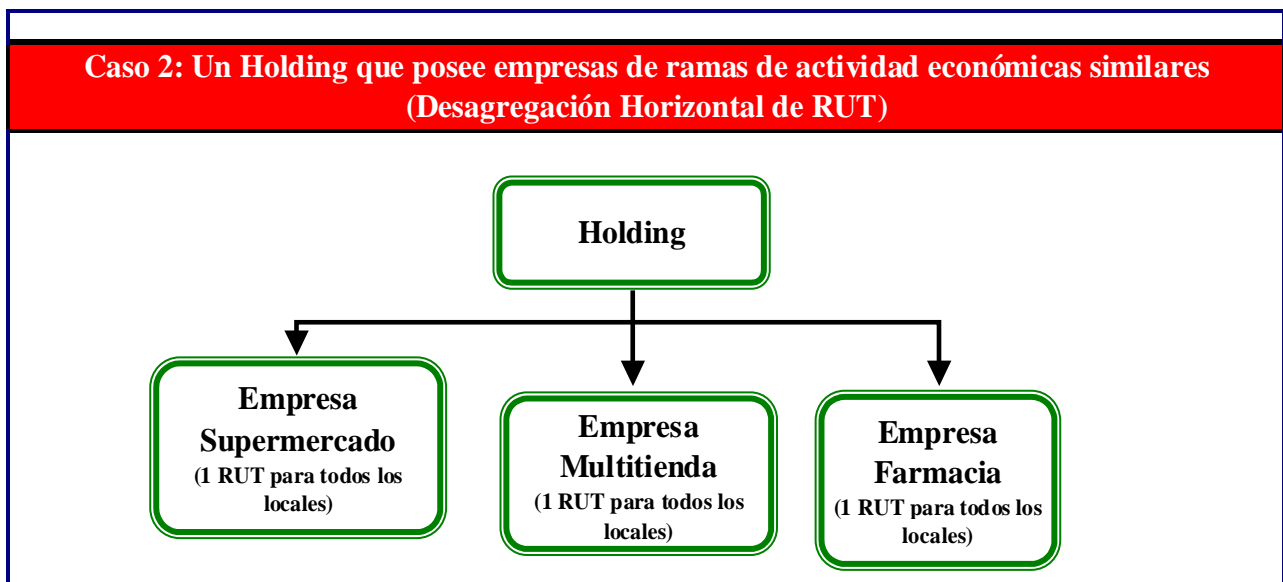 Caso 2: Un Holding que posee empresas de ramas de actividad económicas similares
(Desagregación Horizontal de RUT)
Holding
Empresa
Supermercado
(1 RUT para todos los
locales)
Empresa
Multitienda
(1 RUT para todos los
locales)
Empresa
Farmacia
(1 RUT para todos los
locales)